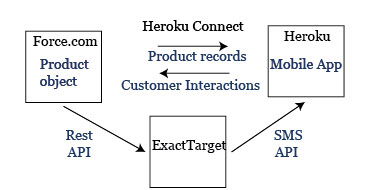 Heroku Connect
Force.com
Product
object
Product records
Customer Interactions
Heroku
Mobile App
Rest
API
ExactTarget
SMS
API